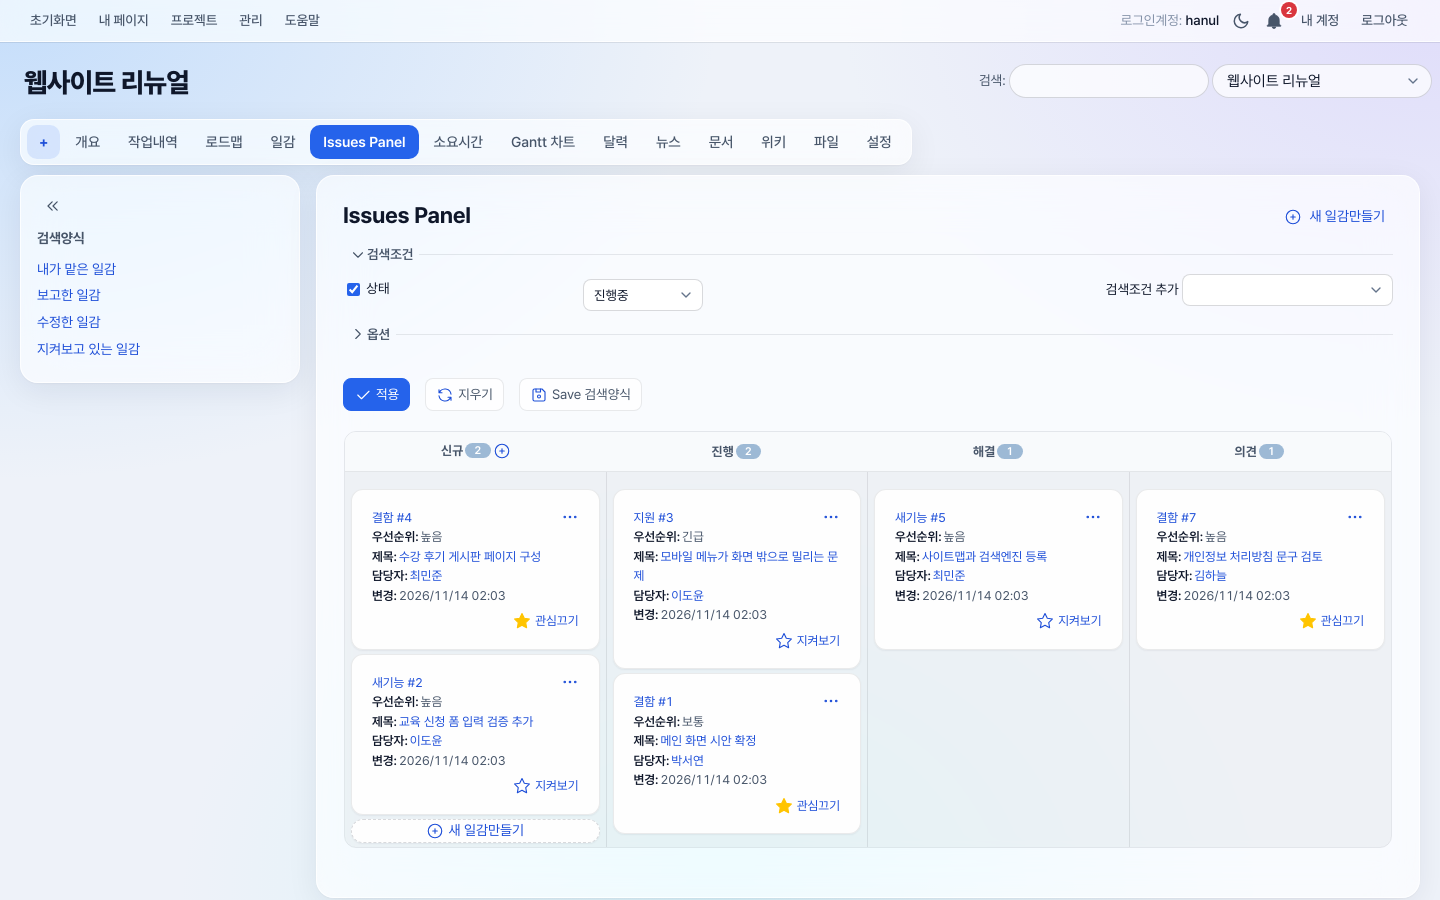 초기화면 내 페이지 프로젝트 관리 도움말
로그인계정: hanul 2 내 계정 로그아웃
웹사이트 리뉴얼
검색: 웹사이트 리뉴얼
+ 개요 작업내역 로드맵 일감 Issues Panel 소요시간 Gantt 차트 달력 뉴스 문서 위키 파일 설정
검색양식
내가 맡은 일감
보고한 일감
수정한 일감
지켜보고 있는 일감
Issues Panel
새 일감만들기
검색조건
상태 진행중 검색조건 추가
옵션
적용 지우기 Save 검색양식
신규 2 진행 2 해결 1 의견 1
결함 #4
우선순위: 높음
제목: 수강 후기 게시판 페이지 구성
담당자: 최민준
변경: 2026/11/14 02:03
관심끄기
새기능 #2
우선순위: 높음
제목: 교육 신청 폼 입력 검증 추가
담당자: 이도윤
변경: 2026/11/14 02:03
지켜보기
새 일감만들기
지원 #3
우선순위: 긴급
제목: 모바일 메뉴가 화면 밖으로 밀리는 문
제
담당자: 이도윤
변경: 2026/11/14 02:03
지켜보기
결함 #1
우선순위: 보통
제목: 메인 화면 시안 확정
담당자: 박서연
변경: 2026/11/14 02:03
관심끄기
새기능 #5
우선순위: 높음
제목: 사이트맵과 검색엔진 등록
담당자: 최민준
변경: 2026/11/14 02:03
지켜보기
결함 #7
우선순위: 높음
제목: 개인정보 처리방침 문구 검토
담당자: 김하늘
변경: 2026/11/14 02:03
관심끄기